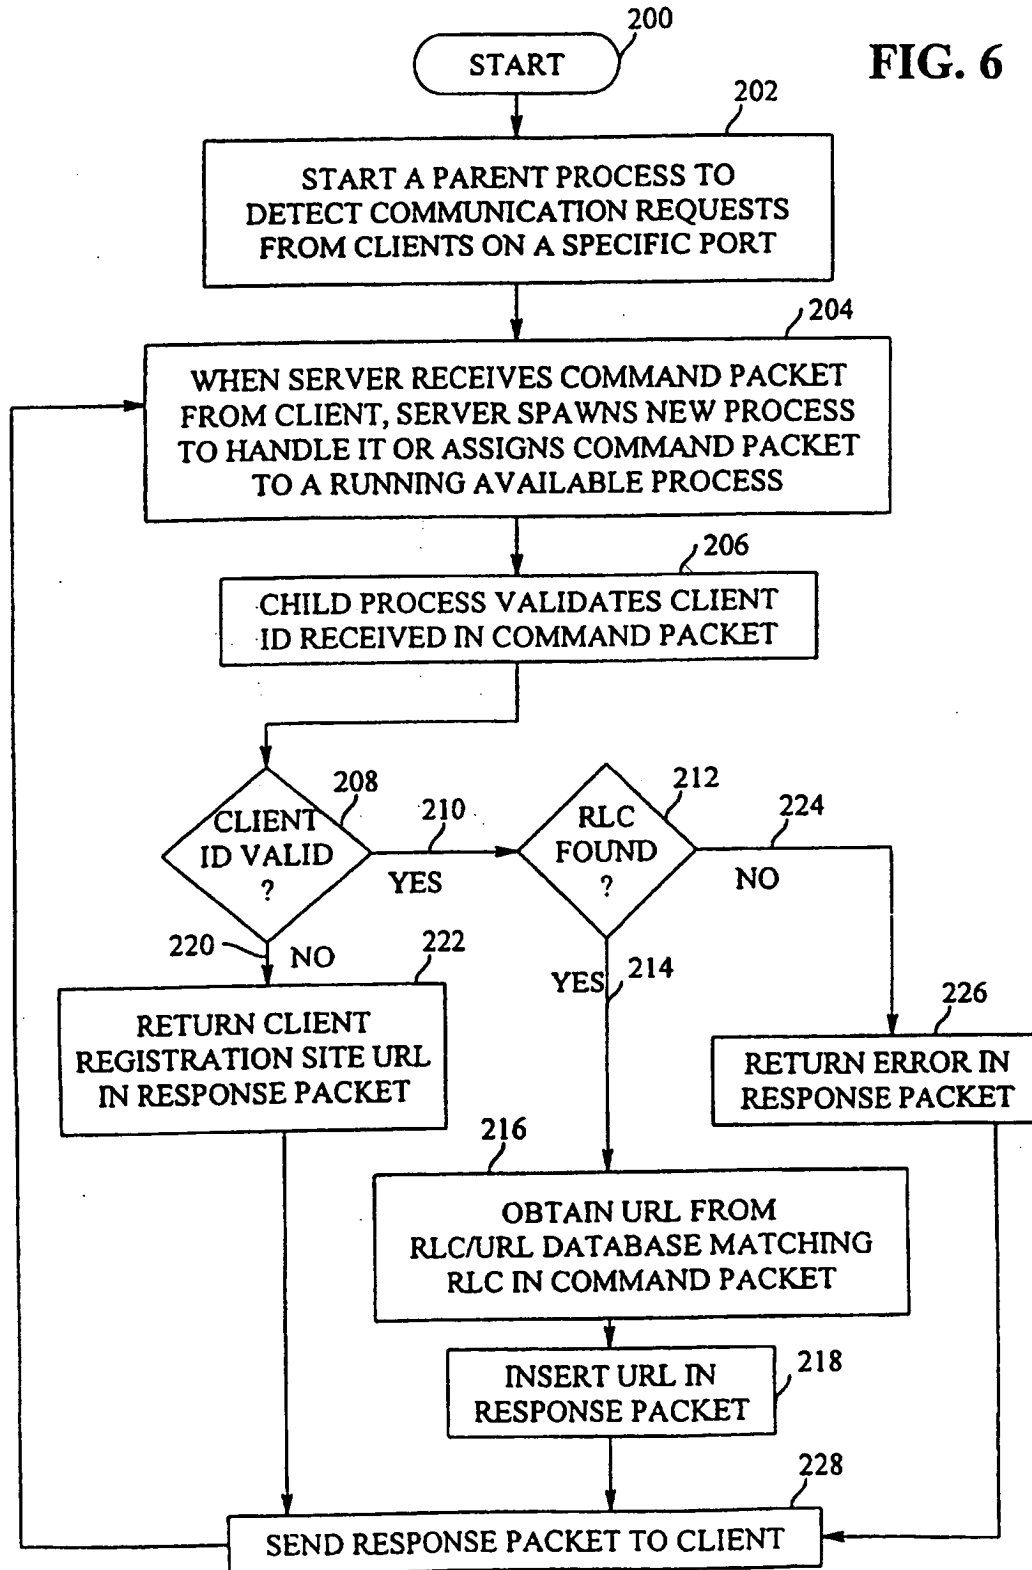 200
START
FIG. 6
202
START A PARENT PROCESS TO
DETECT COMMUNICATION REQUESTS
FROM CLIENTS ON A SPECIFIC PORT
204
WHEN SERVER RECEIVES COMMAND PACKET
FROM CLIENT, SERVER SPAWNS NEW PROCESS
TO HANDLE IT OR ASSIGNS COMMAND PACKET
TO A RUNNING AVAILABLE PROCESS
206
CHILD PROCESS VALIDATES CLIENT
ID RECEIVED IN COMMAND PACKET
208
CLIENT
ID VALID
?
210
YES
212
RLC
FOUND
?
224
NO
220
NO
222
RETURN CLIENT
REGISTRATION SITE URL
IN RESPONSE PACKET
YES
214
226
RETURN ERROR IN
RESPONSE PACKET
216
OBTAIN URL FROM
RLC/URL DATABASE MATCHING
RLC IN COMMAND PACKET
INSERT URL IN
RESPONSE PACKET
218
228
SEND RESPONSE PACKET TO CLIENT